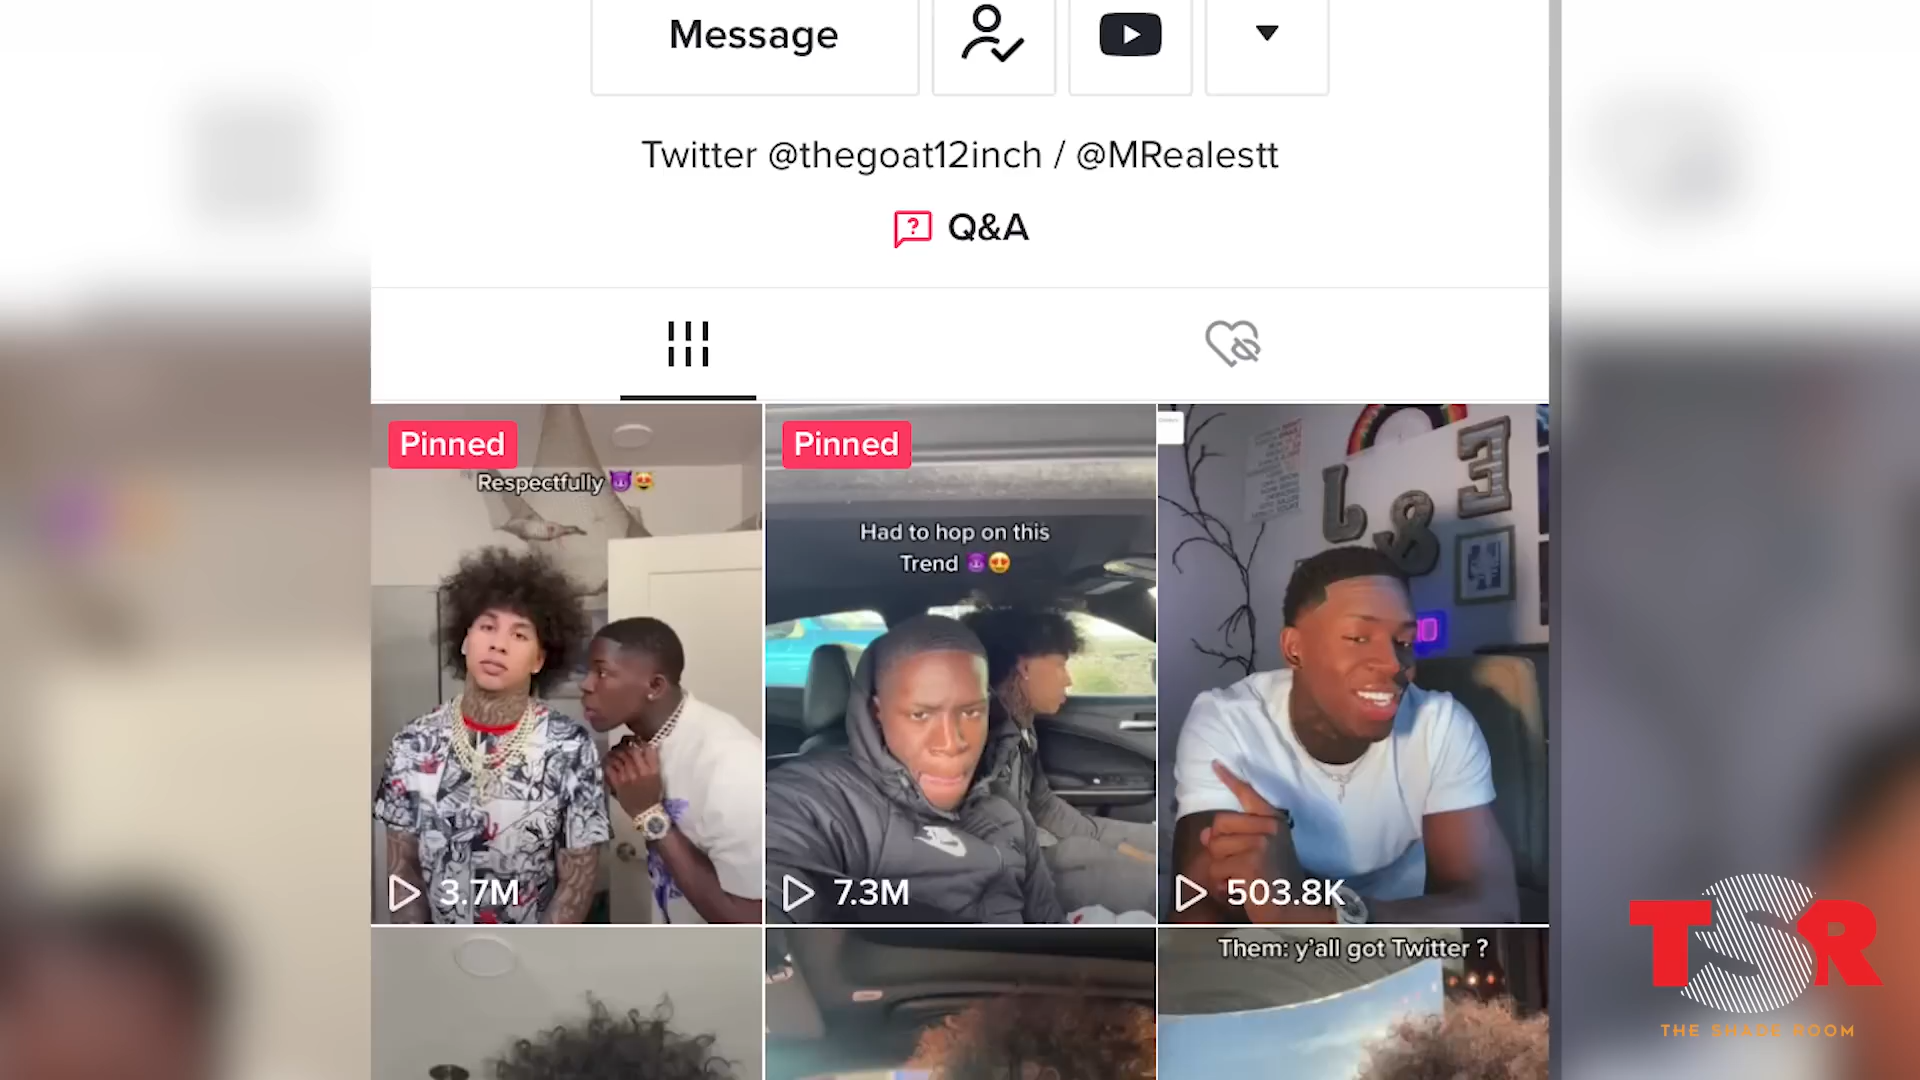 Message
Twitter @thegoat12inch / @MRealestt
Q&A
Pinned
Respectfully 😈😍
3.7M
Pinned
Had to hop on this
Trend 😈😍
7.3M
J & E
503.8K
Them: y'all got Twitter ?
TSR
THE SHADE ROOM